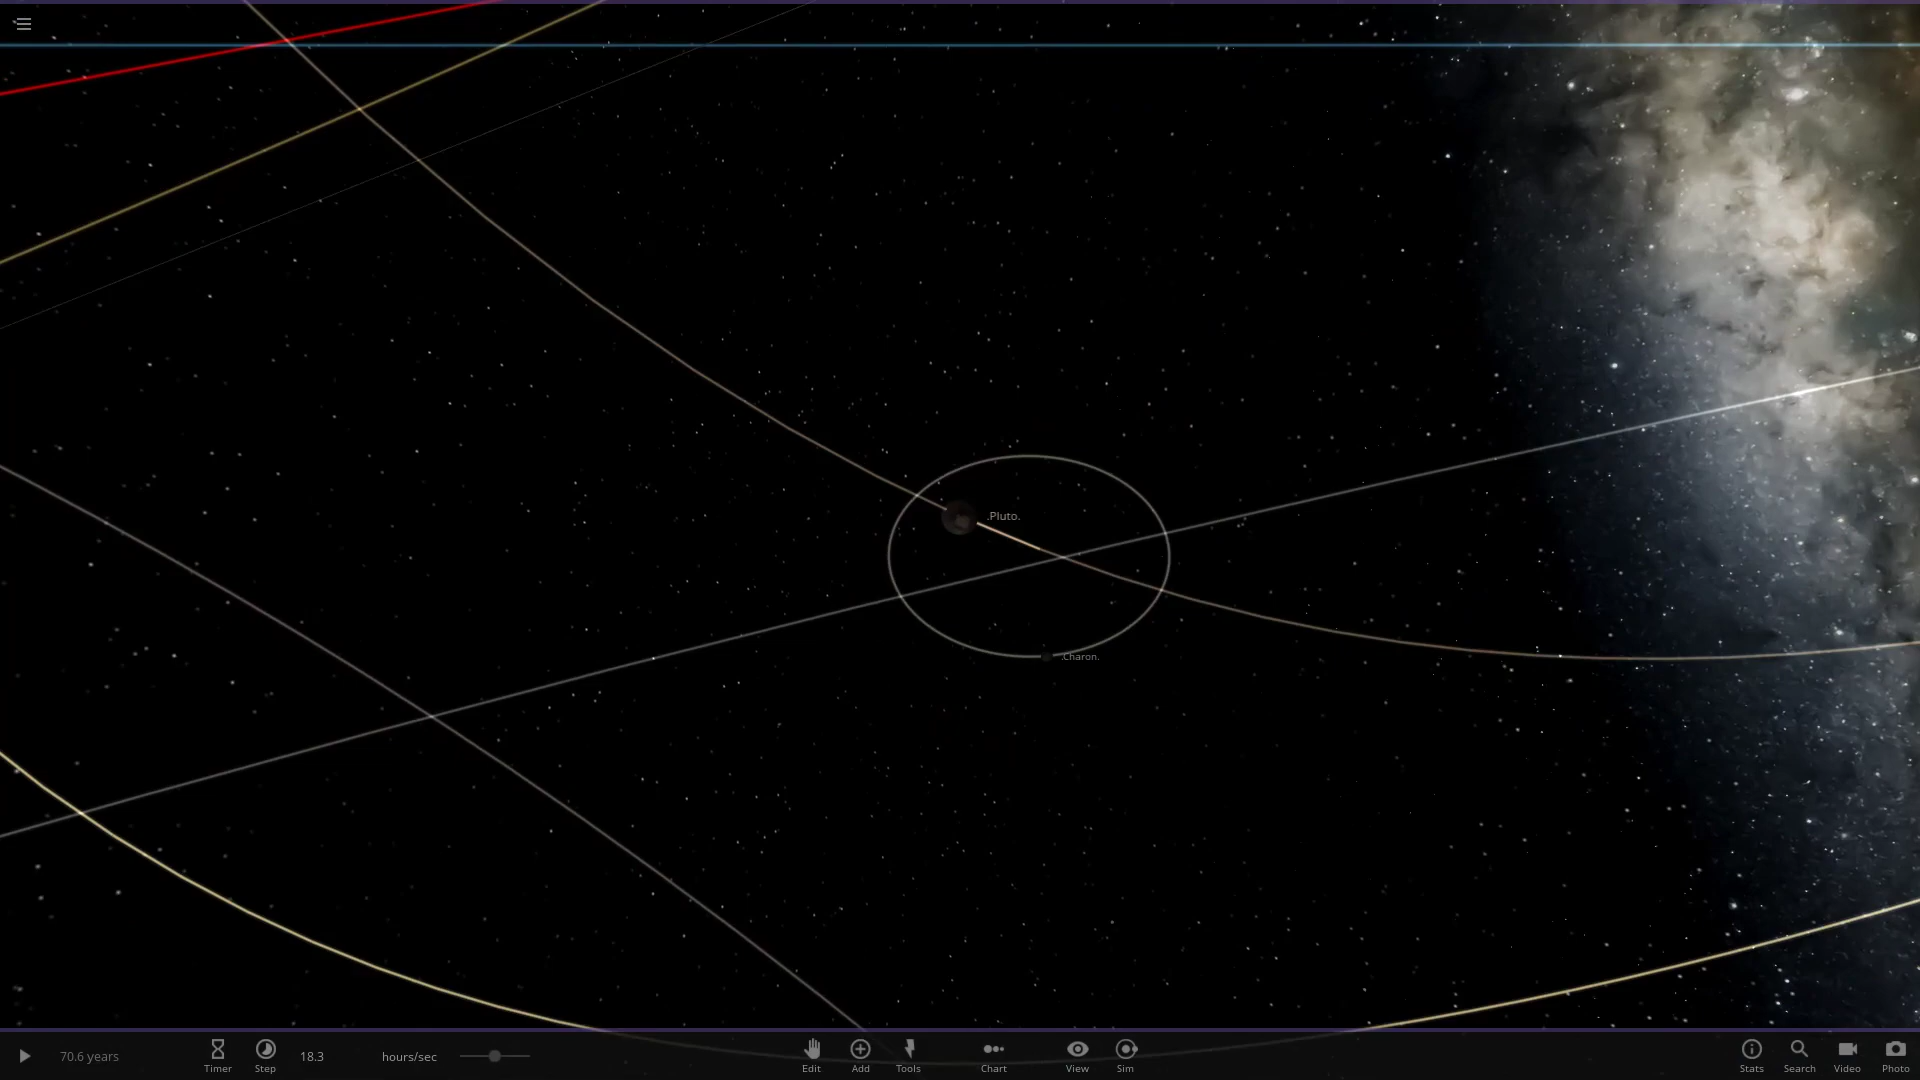 .Pluto.
.Charon.
70.6 years
Timer
Step
18.3
hours/sec
Edit
Add
Tools
Chart
View
Sim
Stats
Search
Video
Photo